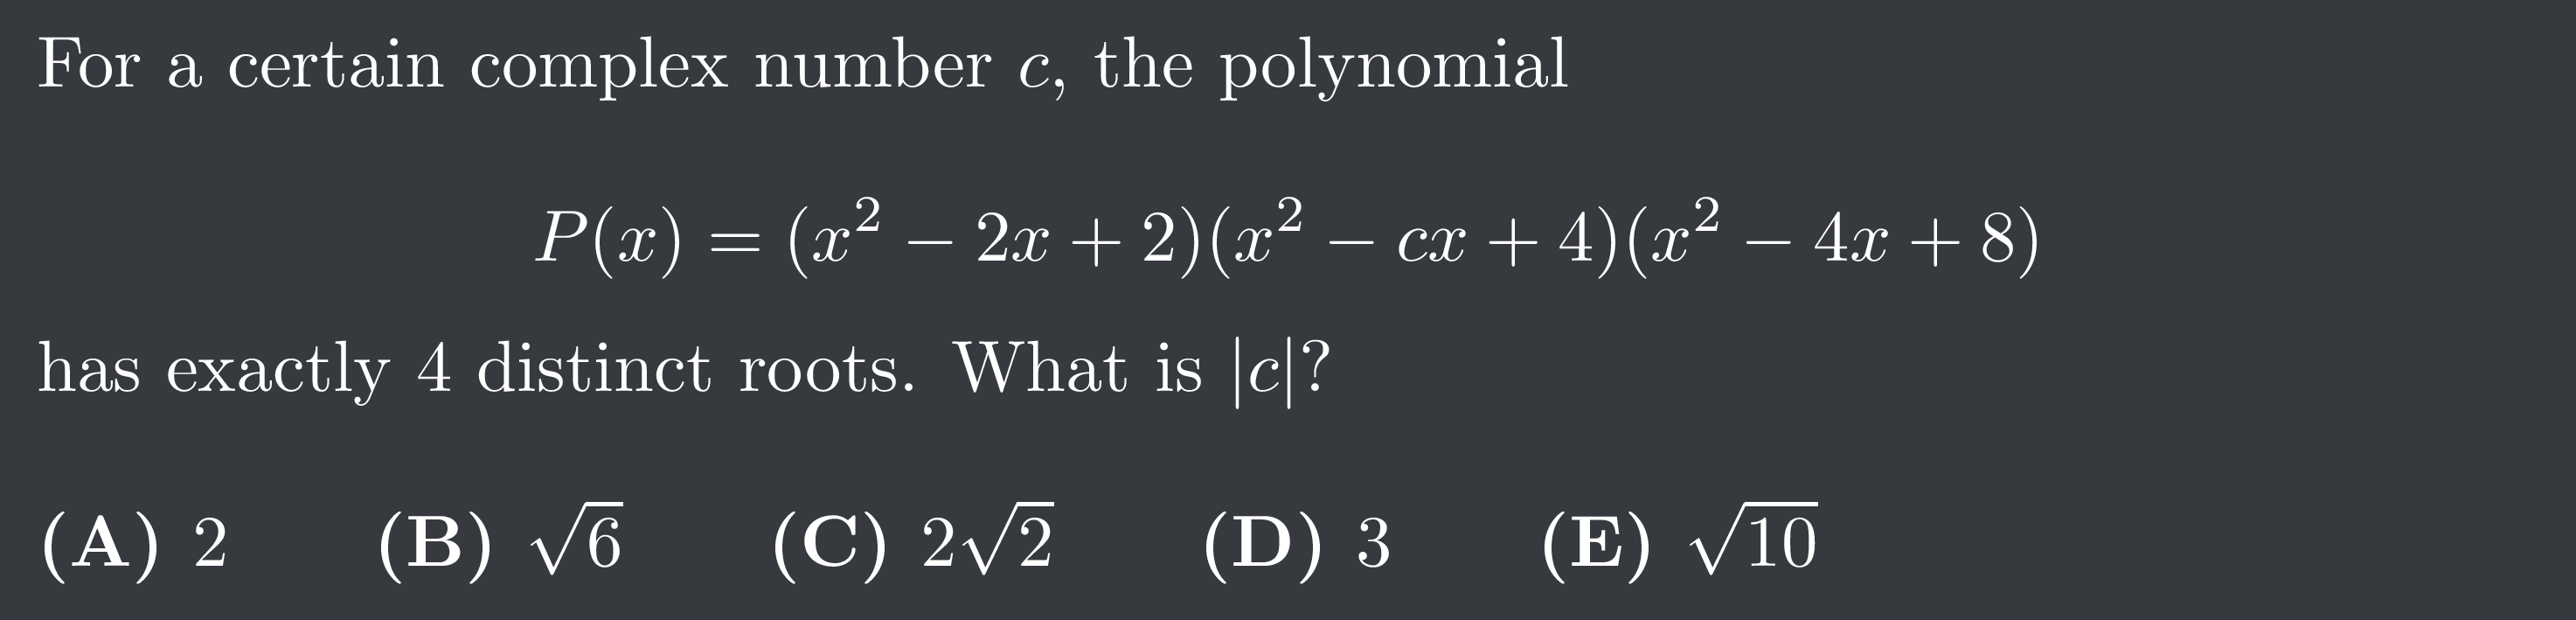 For a certain complex number c, the polynomial
P(x) = (x² − 2x + 2)(x² − cx + 4)(x² − 4x + 8)
has exactly 4 distinct roots. What is |c|?
(A) 2 (B) √6 (C) 2√2 (D) 3 (E) √10